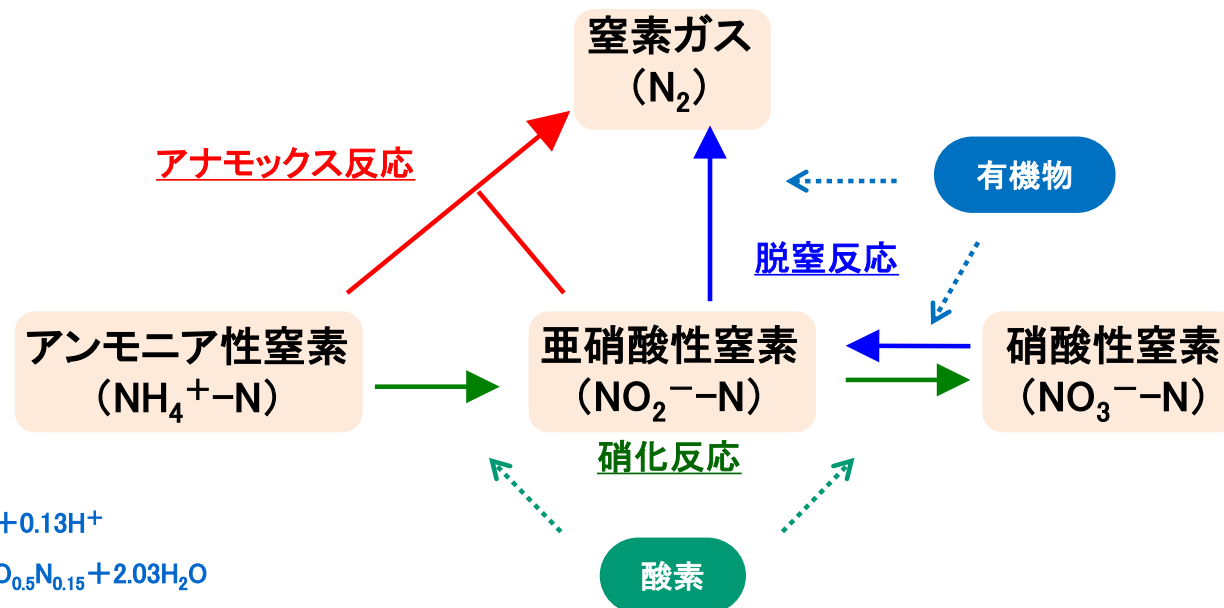 窒素ガス
（N₂）
アナモックス反応
有機物
脱窒反応
アンモニア性窒素
（NH₄⁺−N）
亜硝酸性窒素
（NO₂⁻−N）
硝酸性窒素
（NO₃⁻−N）
硝化反応
＋0.13H⁺
O₀.₅N₀.₁₅＋2.03H₂O
酸素